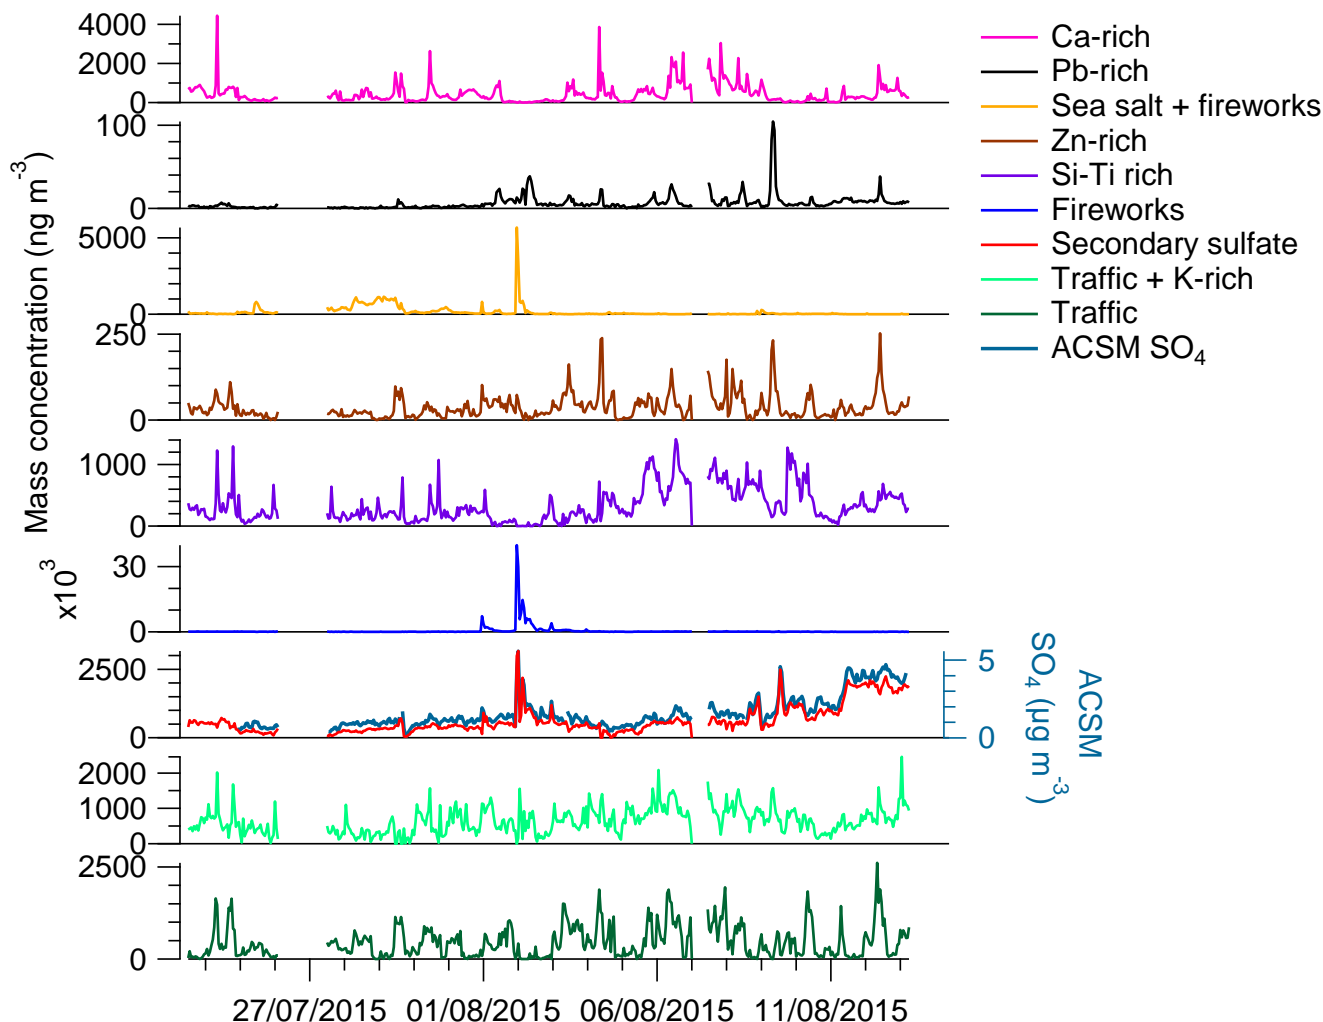 Mass concentration (ng m⁻³)
4000
2000
0
100
0
5000
0
250
0
1000
0
x10³
30
0
2500
0
2000
1000
0
2500
0
27/07/2015
01/08/2015
06/08/2015
11/08/2015
5
0
ACSM
SO₄ (µg m⁻³)
Ca-rich
Pb-rich
Sea salt + fireworks
Zn-rich
Si-Ti rich
Fireworks
Secondary sulfate
Traffic + K-rich
Traffic
ACSM SO₄